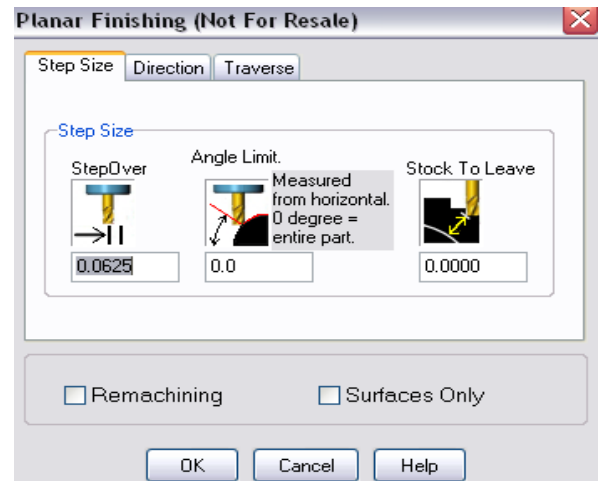 Planar Finishing (Not For Resale)
Step Size Direction Traverse
Step Size
StepOver
Angle Limit.
Measured
from horizontal.
0 degree =
entire part.
Stock To Leave
0.0625
0.0
0.0000
Remachining
Surfaces Only
OK Cancel Help